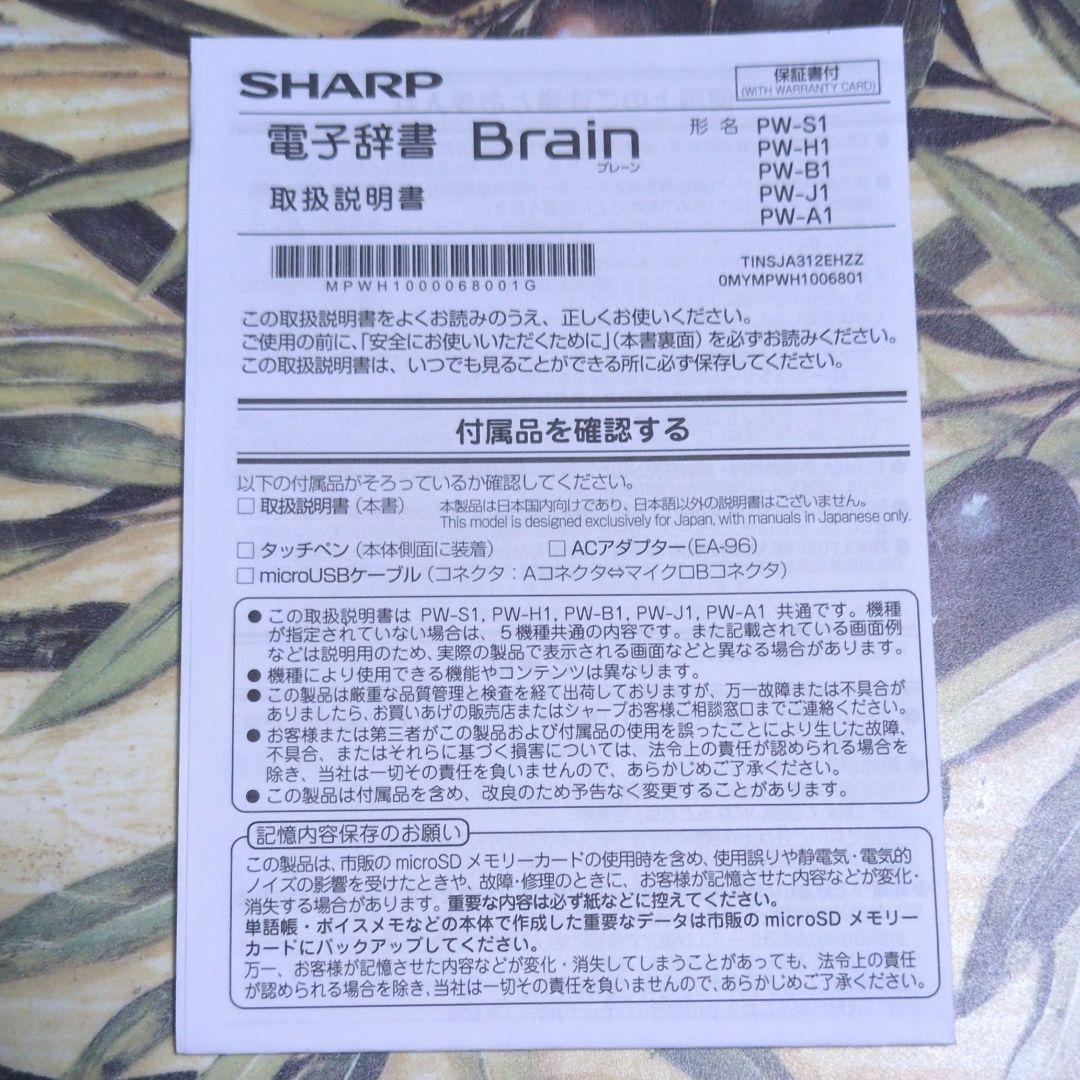 SHARP
保証書付
(WITH WARRANTY CARD)
電子辞書 Brain
ブレーン
取扱説明書
形名 PW-S1
PW-H1
PW-B1
PW-J1
PW-A1
MPWH1000068001G
TINSJA312EHZZ
0MYMPWH1006801
この取扱説明書をよくお読みのうえ、正しくお使いください。
ご使用の前に、「安全にお使いいただくために」(本書裏面)を必ずお読みください。
この取扱説明書は、いつでも見ることができる所に必ず保存してください。
付属品を確認する
以下の付属品がそろっているか確認してください。
□ 取扱説明書(本書) 本製品は日本国内向けであり、日本語以外の説明書はございません。
This model is designed exclusively for Japan, with manuals in Japanese only.
□ タッチペン(本体側面に装着) □ ACアダプター(EA-96)
□ microUSBケーブル(コネクタ:Aコネクタ⇔マイクロBコネクタ)
● この取扱説明書は PW-S1, PW-H1, PW-B1, PW-J1, PW-A1 共通です。機種
が指定されていない場合は、5機種共通の内容です。また記載されている画面例
などは説明用のため、実際の製品で表示される画面などと異なる場合があります。
● 機種により使用できる機能やコンテンツは異なります。
● この製品は厳重な品質管理と検査を経て出荷しておりますが、万一故障または不具合が
ありましたら、お買いあげの販売店またはシャープお客様ご相談窓口までご連絡ください。
● お客様または第三者がこの製品および付属品の使用を誤ったことにより生じた故障、
不具合、またはそれらに基づく損害については、法令上の責任が認められる場合を
除き、当社は一切その責任を負いませんので、あらかじめご了承ください。
● この製品は付属品を含め、改良のため予告なく変更することがあります。
記憶内容保存のお願い
この製品は、市販の microSD メモリーカードの使用時を含め、使用誤りや静電気・電気的
ノイズの影響を受けたときや、故障・修理のときに、お客様が記憶させた内容などが変化・
消失する場合があります。重要な内容は必ず紙などに控えてください。
単語帳・ボイスメモなどの本体で作成した重要なデータは市販の microSD メモリー
カードにバックアップしてください。
万一、お客様が記憶させた内容などが変化・消失してしまうことがあっても、法令上の責任
が認められる場合を除き、当社は一切その責任を負いませんので、あらかじめご了承ください。